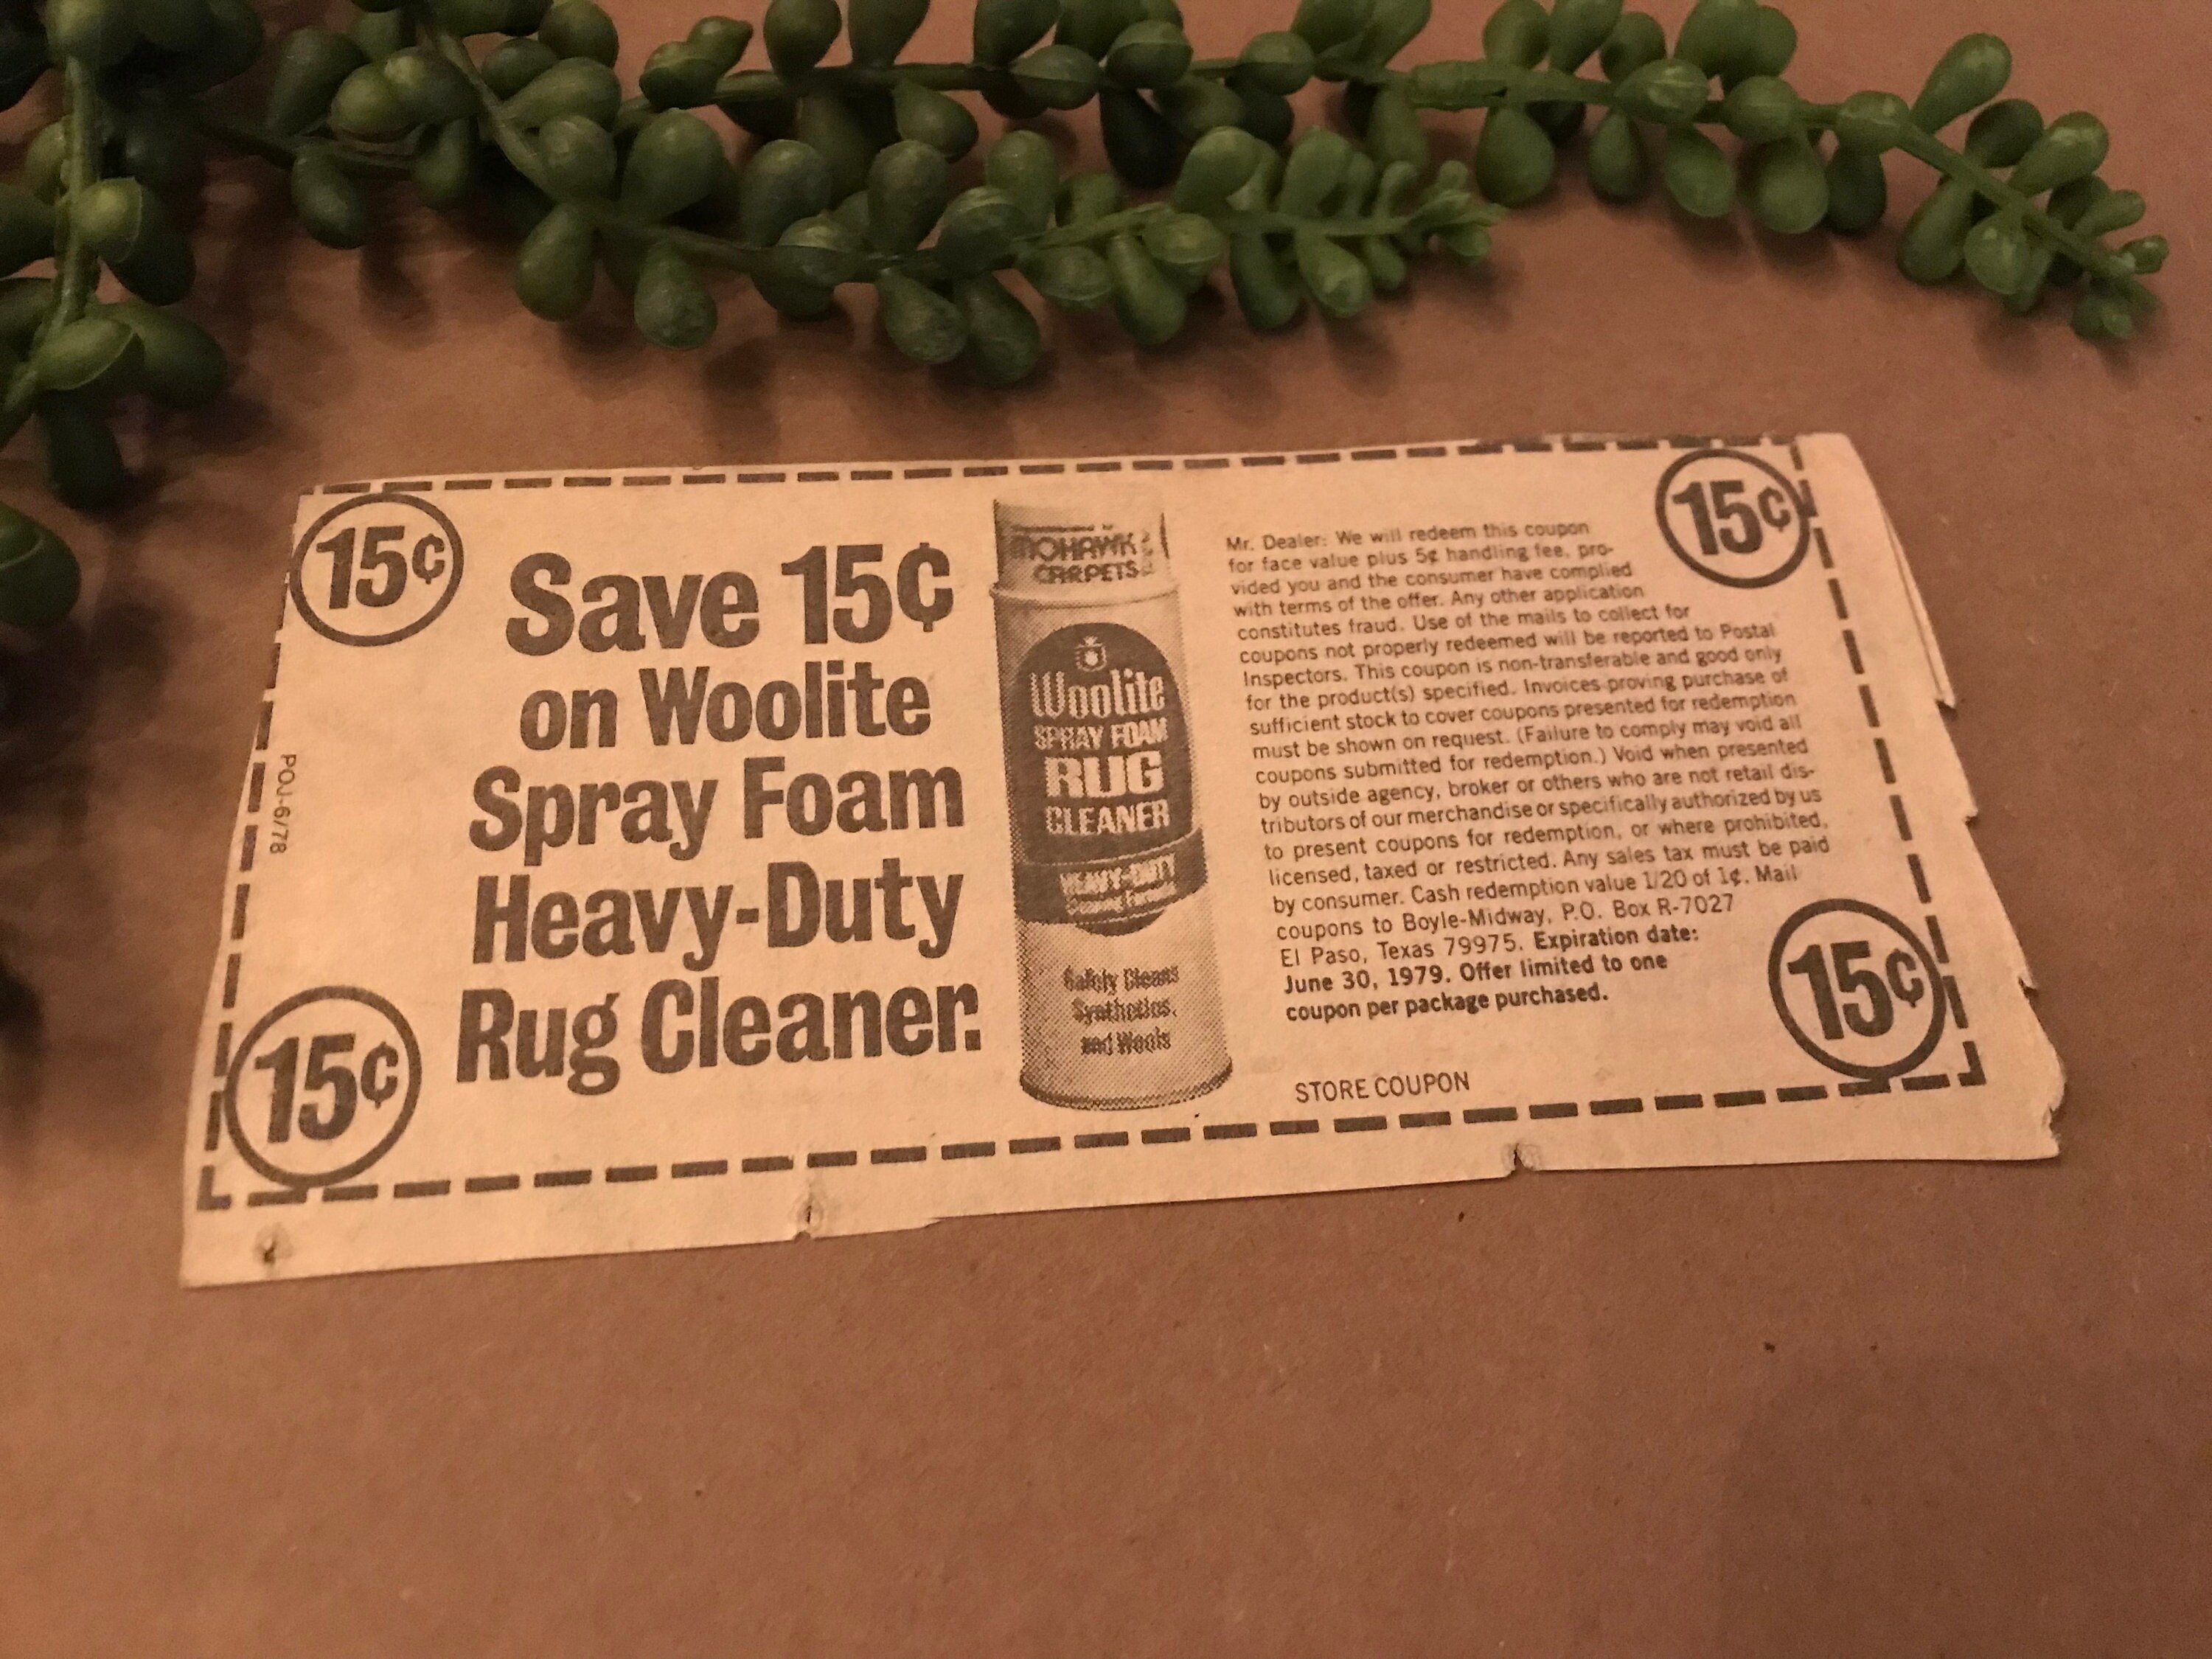 15¢
15¢
Save 15¢
on Woolite
Spray Foam
Heavy-Duty
Rug Cleaner.
POJ-6/78
15¢
MOHAWK
CARPETS
Woolite
SPRAY FOAM
RUG
CLEANER
HEAVY-DUTY
Safely Cleans
Synthetics,
and Wools
Mr. Dealer: We will redeem this coupon
for face value plus 5¢ handling fee, pro-
vided you and the consumer have complied
with terms of the offer. Any other application
constitutes fraud. Use of the mails to collect for
coupons not properly redeemed will be reported to Postal
Inspectors. This coupon is non-transferable and good only
for the product(s) specified. Invoices proving purchase of
sufficient stock to cover coupons presented for redemption
must be shown on request. (Failure to comply may void all
coupons submitted for redemption.) Void when presented
by outside agency, broker or others who are not retail dis-
tributors of our merchandise or specifically authorized by us
to present coupons for redemption, or where prohibited,
licensed, taxed or restricted. Any sales tax must be paid
by consumer. Cash redemption value 1/20 of 1¢. Mail
coupons to Boyle-Midway, P.O. Box R-7027
El Paso, Texas 79975. Expiration date:
June 30, 1979. Offer limited to one
coupon per package purchased.
15¢
STORE COUPON